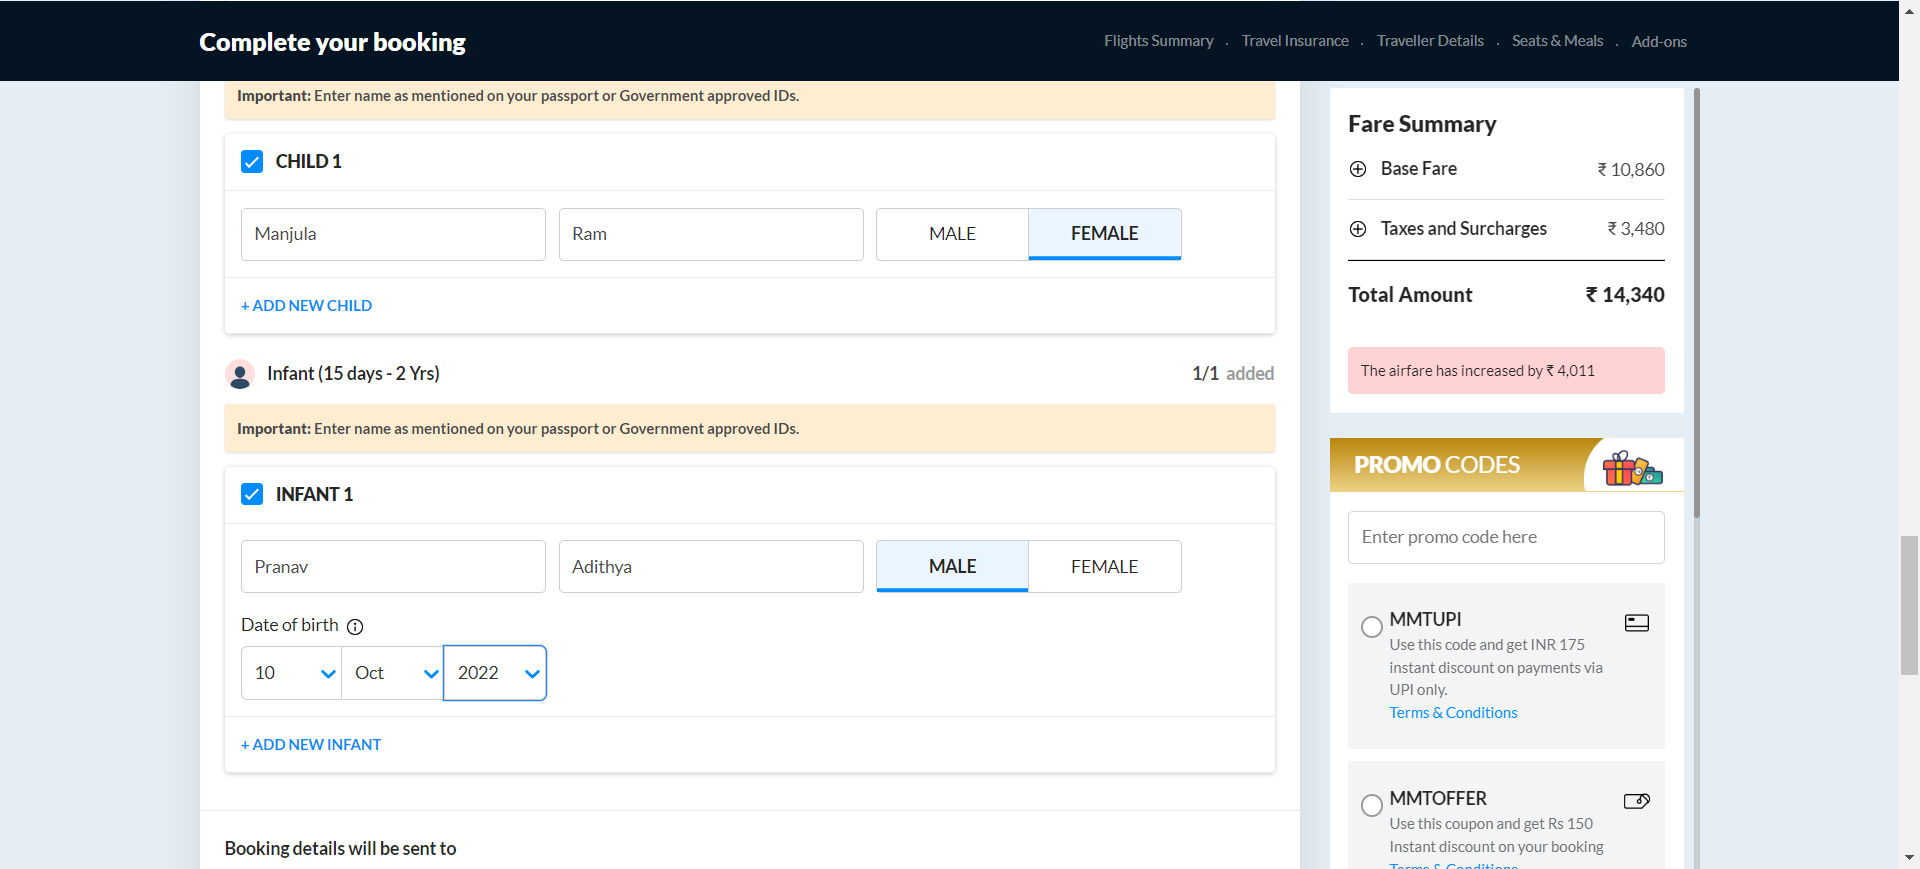 Complete your booking
Flights Summary . Travel Insurance . Traveller Details . Seats & Meals . Add-ons
Important: Enter name as mentioned on your passport or Government approved IDs.
CHILD 1
Manjula
Ram
MALE
FEMALE
+ ADD NEW CHILD
Infant (15 days - 2 Yrs)
1/1 added
Important: Enter name as mentioned on your passport or Government approved IDs.
INFANT 1
Pranav
Adithya
MALE
FEMALE
Date of birth
10
Oct
2022
+ ADD NEW INFANT
Booking details will be sent to
Fare Summary
Base Fare ₹ 10,860
Taxes and Surcharges ₹ 3,480
Total Amount ₹ 14,340
The airfare has increased by ₹ 4,011
PROMO CODES
Enter promo code here
MMTUPI
Use this code and get INR 175
instant discount on payments via
UPI only.
Terms & Conditions
MMTOFFER
Use this coupon and get Rs 150
Instant discount on your booking
Terms & Conditions